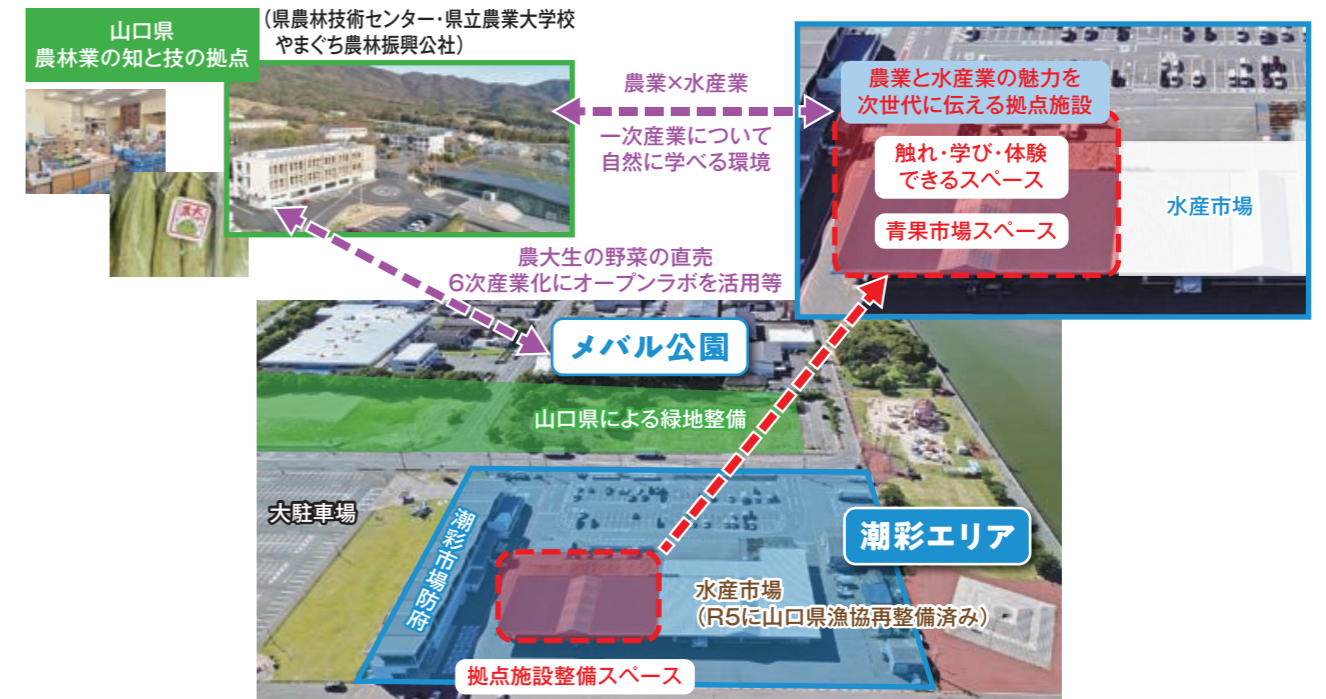 山口県
農林業の知と技の拠点
（県農林技術センター・県立農業大学校
やまぐち農林振興公社）
農業×水産業
一次産業について
自然に学べる環境
農業と水産業の魅力を
次世代に伝える拠点施設
触れ・学び・体験
できるスペース
青果市場スペース
水産市場
農大生の野菜の直売
6次産業化にオープンラボを活用等
メバル公園
山口県による緑地整備
大駐車場
潮彩市場防府
潮彩エリア
水産市場
（R5に山口県漁協再整備済み）
拠点施設整備スペース